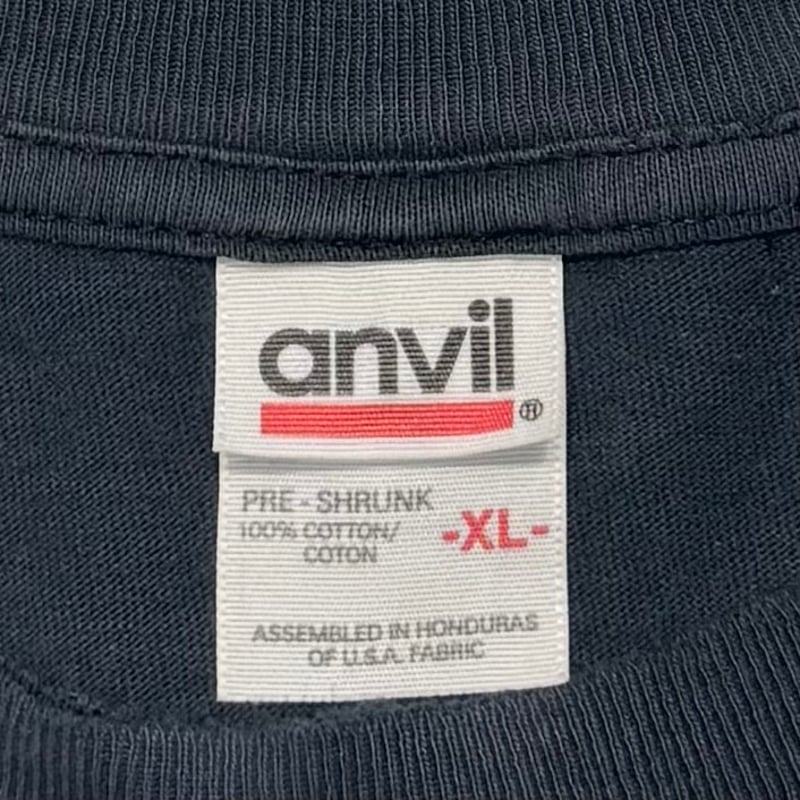 anvil®
PRE-SHRUNK
100% COTTON/
COTON
-XL-
ASSEMBLED IN HONDURAS
OF U.S.A. FABRIC